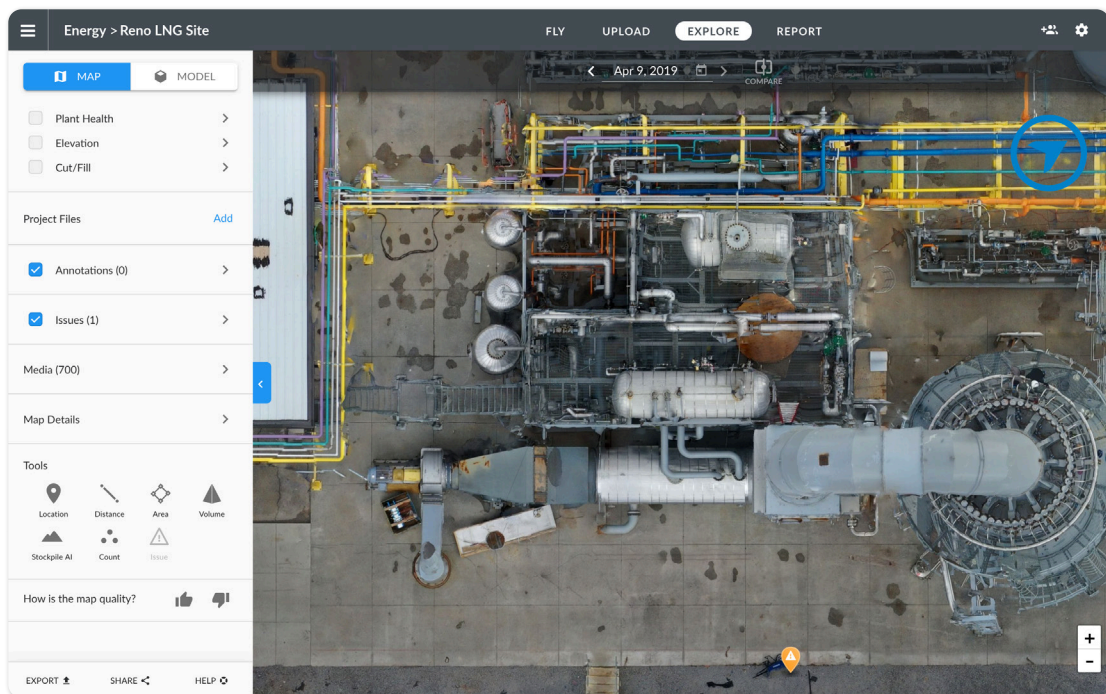 Energy > Reno LNG Site
FLY UPLOAD EXPLORE REPORT
MAP MODEL
Apr 9, 2019
COMPARE
Plant Health
Elevation
Cut/Fill
Project Files Add
Annotations (0)
Issues (1)
Media (700)
Map Details
Tools
Location Distance Area Volume
Stockpile AI Count Issue
How is the map quality?
EXPORT SHARE HELP
+
-